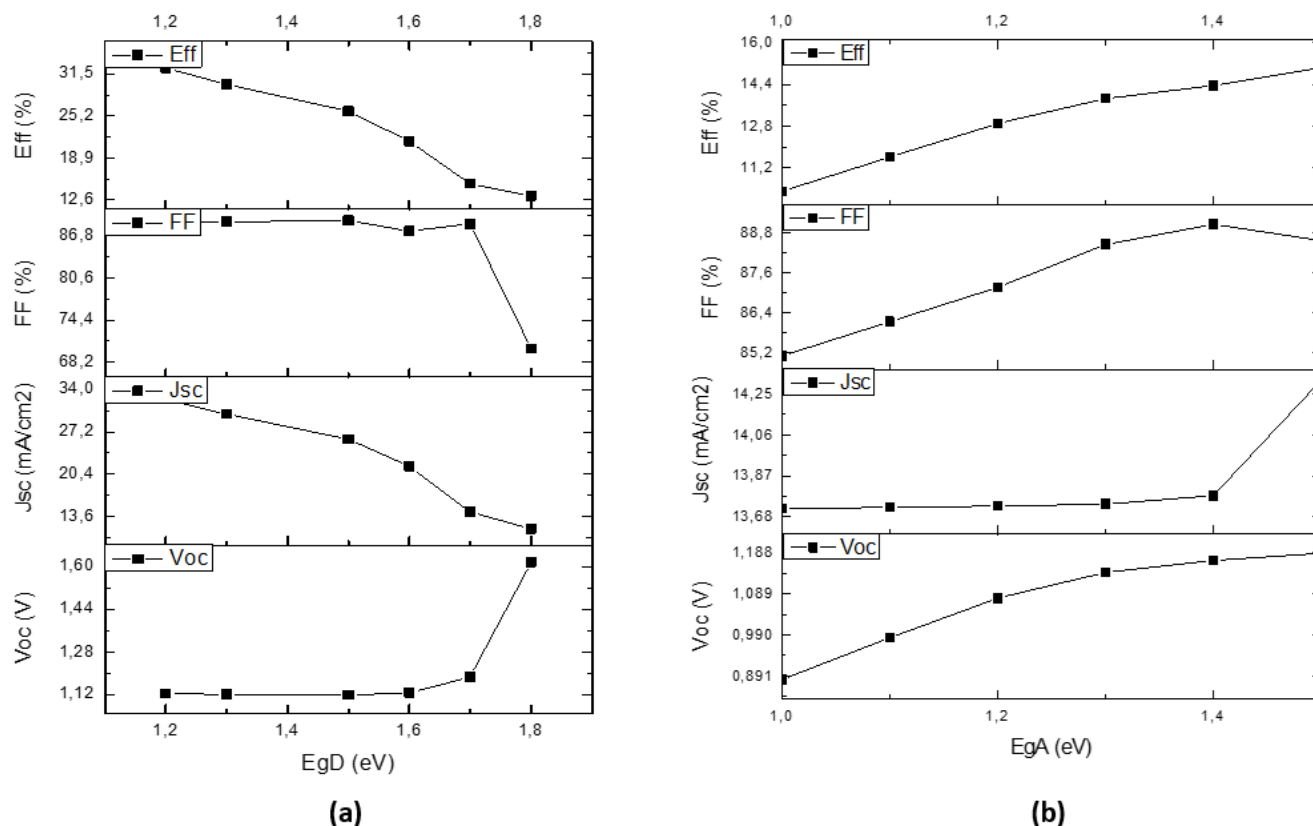 1,2 1,4 1,6 1,8
Eff
31,5
25,2
18,9
12,6
Eff (%)
FF
86,8
80,6
74,4
68,2
FF (%)
Jsc
34,0
27,2
20,4
13,6
Jsc (mA/cm2)
Voc
1,60
1,44
1,28
1,12
Voc (V)
1,2 1,4 1,6 1,8
EgD (eV)
(a)
1,0 1,2 1,4
Eff
16,0
14,4
12,8
11,2
Eff (%)
FF
88,8
87,6
86,4
85,2
FF (%)
Jsc
14,25
14,06
13,87
13,68
Jsc (mA/cm2)
Voc
1,188
1,089
0,990
0,891
Voc (V)
1,0 1,2 1,4
EgA (eV)
(b)